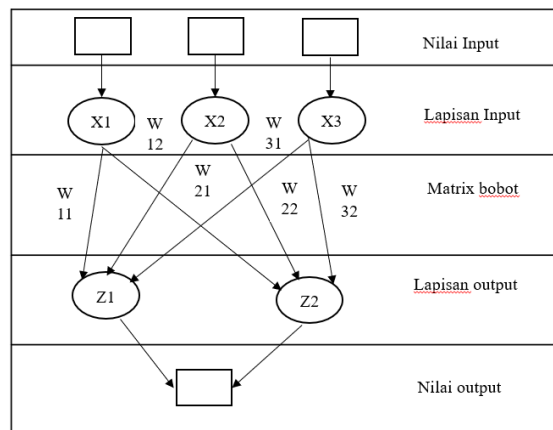 Nilai Input
X1
W
12
X2
W
31
X3
Lapisan Input
W
11
W
21
W
22
W
32
Matrix bobot
Z1
Z2
Lapisan output
Nilai output